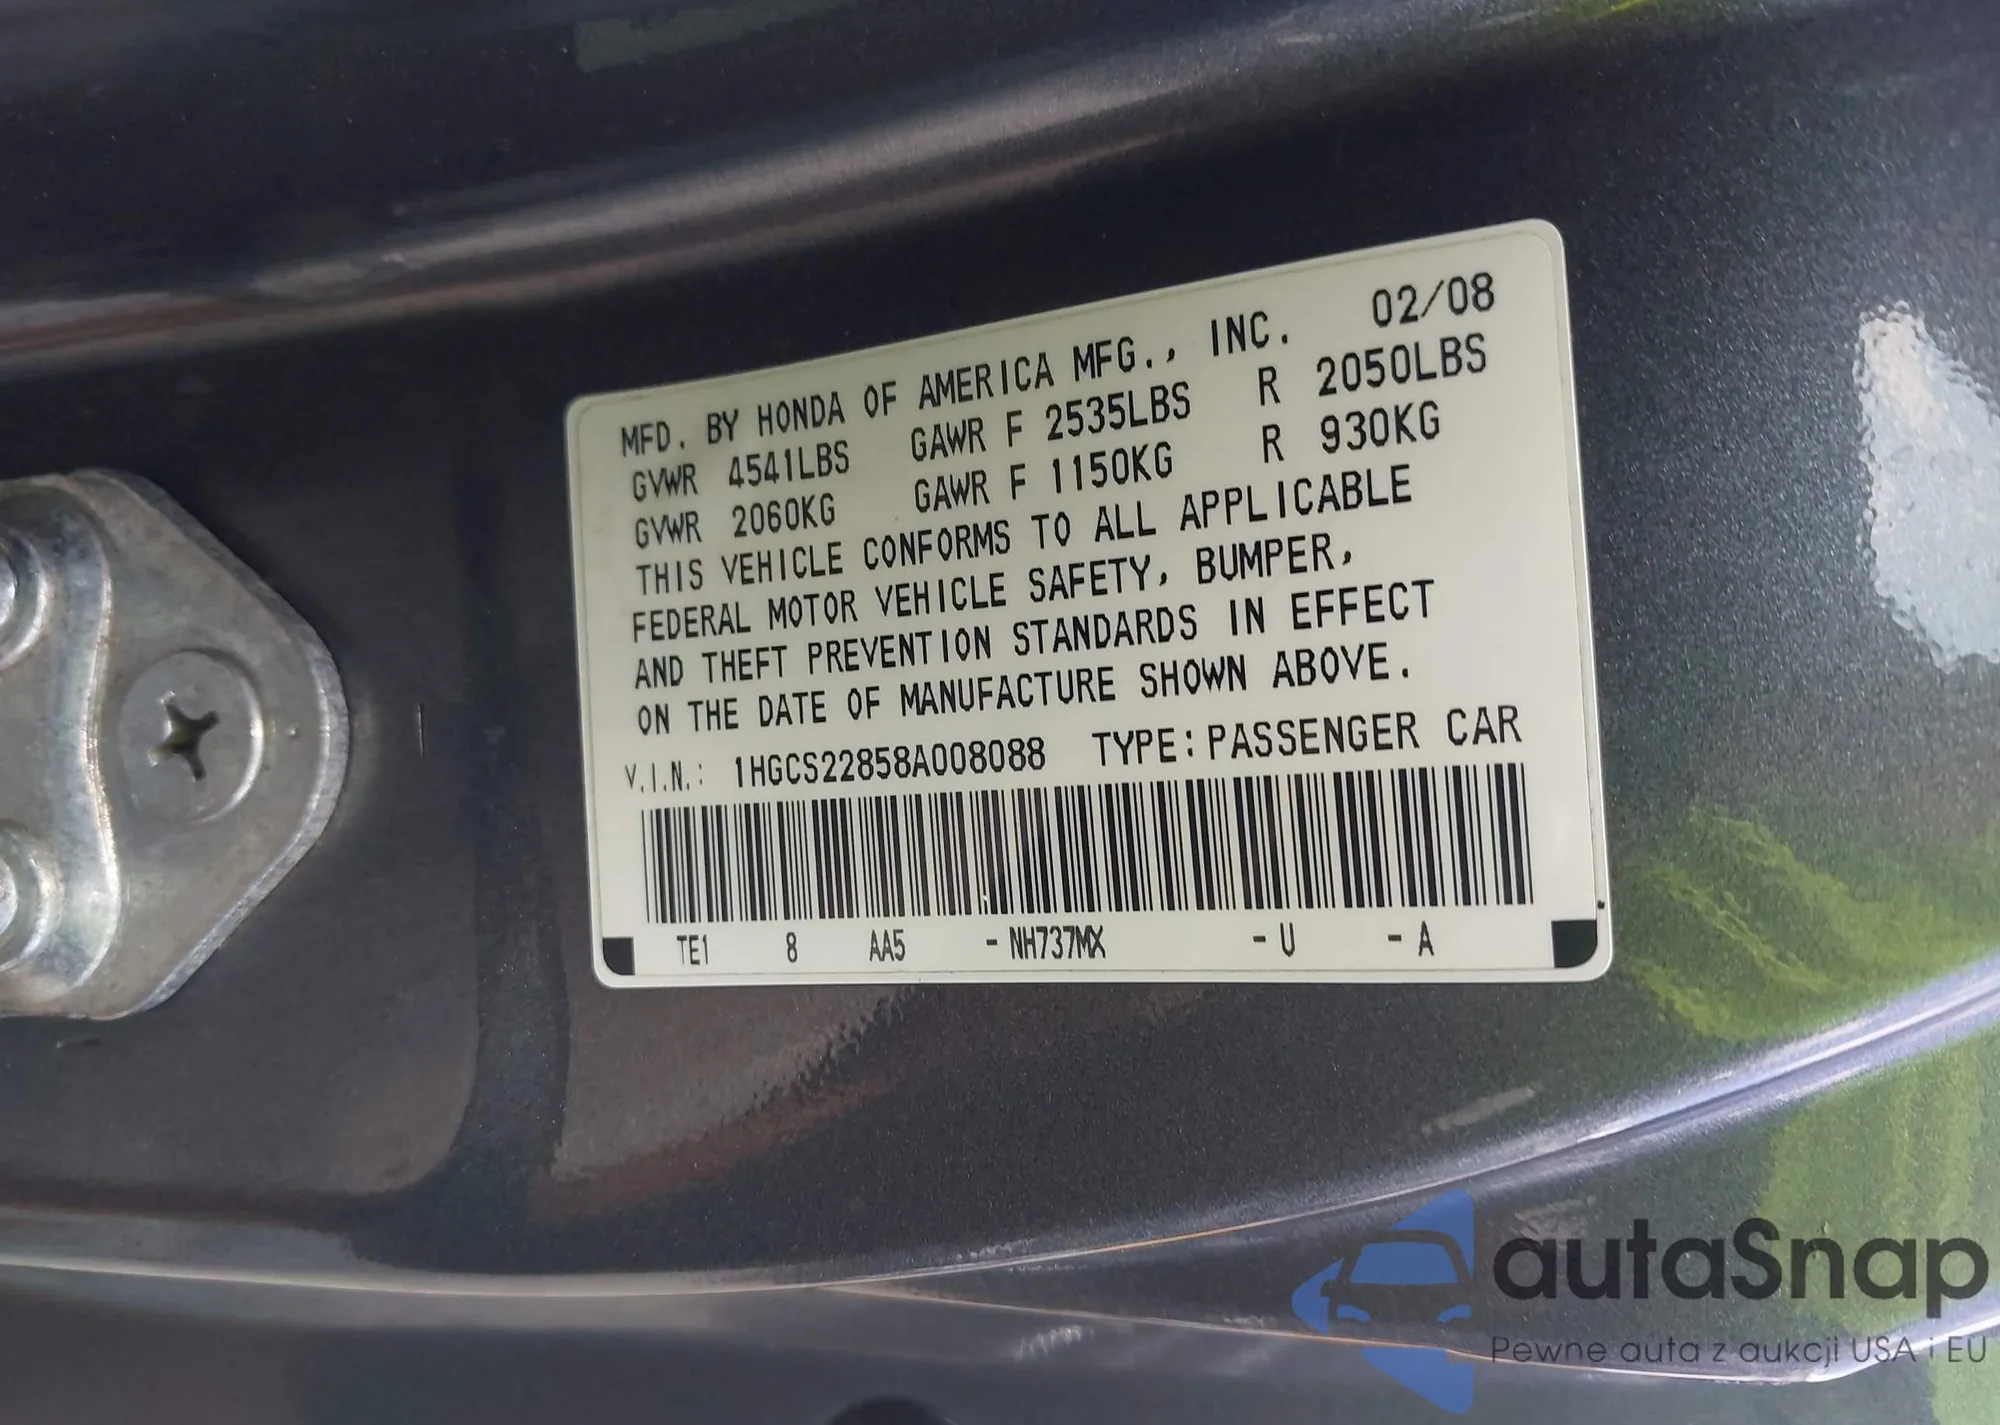 MFD. BY HONDA OF AMERICA MFG., INC. 02/08
GVWR 4541LBS GAWR F 2535LBS R 2050LBS
GVWR 2060KG GAWR F 1150KG R 930KG
THIS VEHICLE CONFORMS TO ALL APPLICABLE
FEDERAL MOTOR VEHICLE SAFETY, BUMPER,
AND THEFT PREVENTION STANDARDS IN EFFECT
ON THE DATE OF MANUFACTURE SHOWN ABOVE.
V.I.N.: 1HGCS22858A008088 TYPE:PASSENGER CAR
TE1 8 AA5 -NH737MX -U -A
autaSnap
Pewne auta z aukcji USA i EU